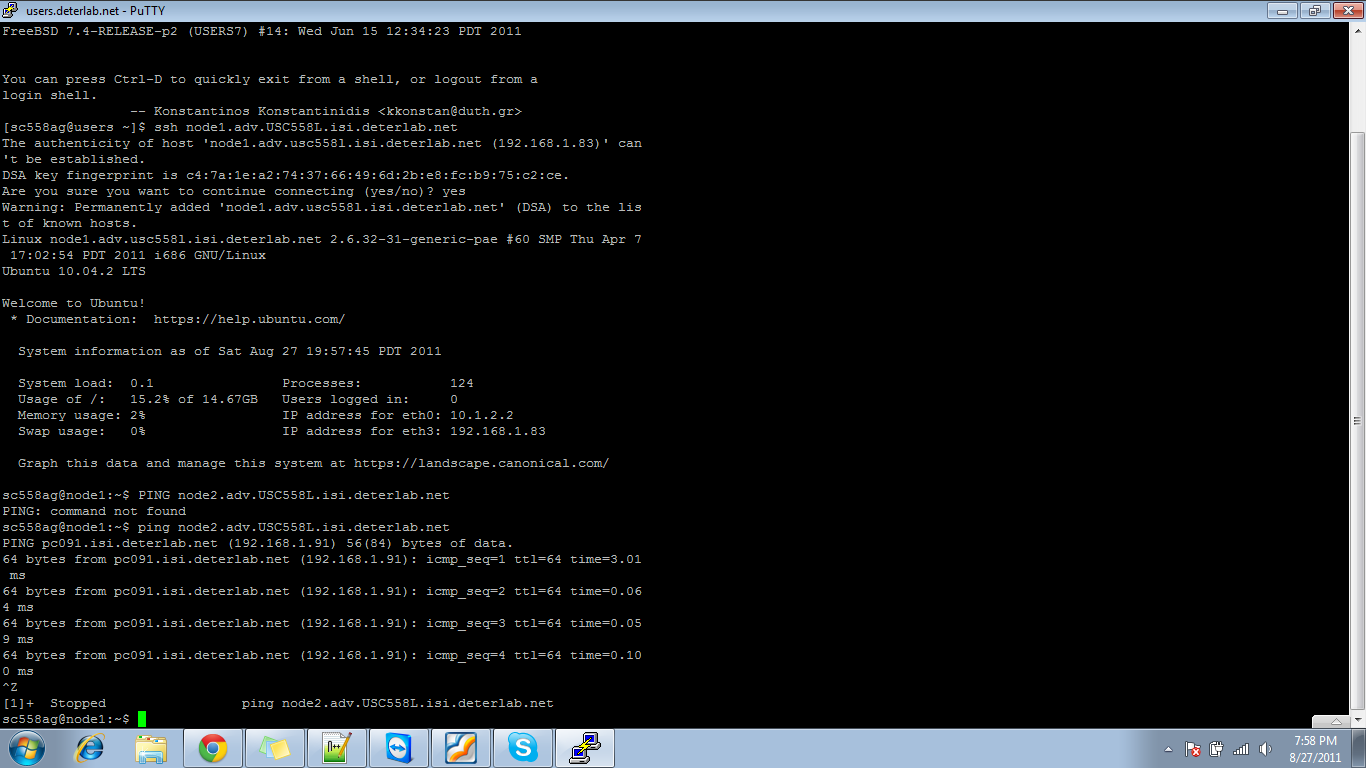 users.deterlab.net - PuTTY
FreeBSD 7.4-RELEASE-p2 (USERS7) #14: Wed Jun 15 12:34:23 PDT 2011
You can press Ctrl-D to quickly exit from a shell, or logout from a
login shell.
-- Konstantinos Konstantinidis <kkonstan@duth.gr>
[sc558ag@users ~]$ ssh node1.adv.USC558L.isi.deterlab.net
The authenticity of host 'node1.adv.usc558l.isi.deterlab.net (192.168.1.83)' can
't be established.
DSA key fingerprint is c4:7a:1e:a2:74:37:66:49:6d:2b:e8:fc:b9:75:c2:ce.
Are you sure you want to continue connecting (yes/no)? yes
Warning: Permanently added 'node1.adv.usc558l.isi.deterlab.net' (DSA) to the lis
t of known hosts.
Linux node1.adv.usc558l.isi.deterlab.net 2.6.32-31-generic-pae #60 SMP Thu Apr 7
17:02:54 PDT 2011 i686 GNU/Linux
Ubuntu 10.04.2 LTS
Welcome to Ubuntu!
* Documentation:  https://help.ubuntu.com/
System information as of Sat Aug 27 19:57:45 PDT 2011
System load:  0.1                Processes:           124
Usage of /:   15.2% of 14.67GB   Users logged in:     0
Memory usage: 2%                 IP address for eth0: 10.1.2.2
Swap usage:   0%                 IP address for eth3: 192.168.1.83
Graph this data and manage this system at https://landscape.canonical.com/
sc558ag@node1:~$ PING node2.adv.USC558L.isi.deterlab.net
PING: command not found
sc558ag@node1:~$ ping node2.adv.USC558L.isi.deterlab.net
PING pc091.isi.deterlab.net (192.168.1.91) 56(84) bytes of data.
64 bytes from pc091.isi.deterlab.net (192.168.1.91): icmp_seq=1 ttl=64 time=3.01
ms
64 bytes from pc091.isi.deterlab.net (192.168.1.91): icmp_seq=2 ttl=64 time=0.06
4 ms
64 bytes from pc091.isi.deterlab.net (192.168.1.91): icmp_seq=3 ttl=64 time=0.05
9 ms
64 bytes from pc091.isi.deterlab.net (192.168.1.91): icmp_seq=4 ttl=64 time=0.10
0 ms
^Z
[1]+  Stopped                 ping node2.adv.USC558L.isi.deterlab.net
sc558ag@node1:~$
7:58 PM
8/27/2011